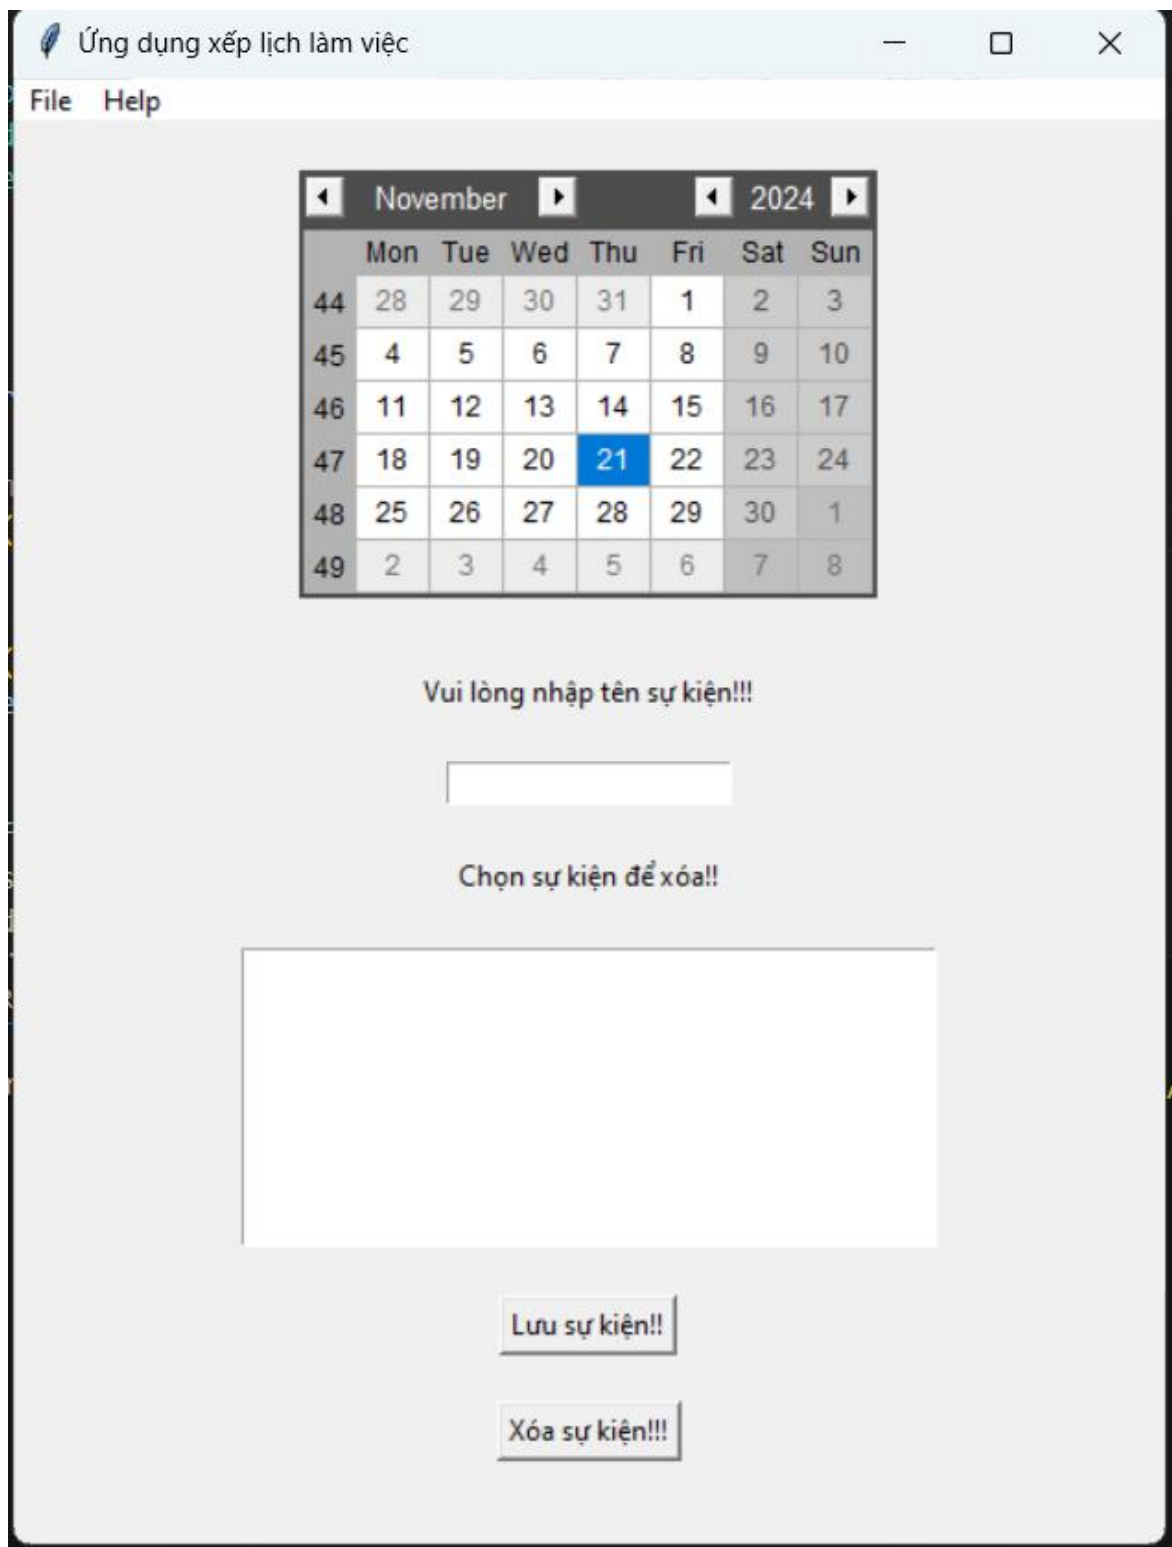 Ứng dụng xếp lịch làm việc
File Help
November 2024
Mon Tue Wed Thu Fri Sat Sun
44 28 29 30 31 1 2 3
45 4 5 6 7 8 9 10
46 11 12 13 14 15 16 17
47 18 19 20 21 22 23 24
48 25 26 27 28 29 30 1
49 2 3 4 5 6 7 8
Vui lòng nhập tên sự kiện!!!
Chọn sự kiện để xóa!!
Lưu sự kiện!!
Xóa sự kiện!!!